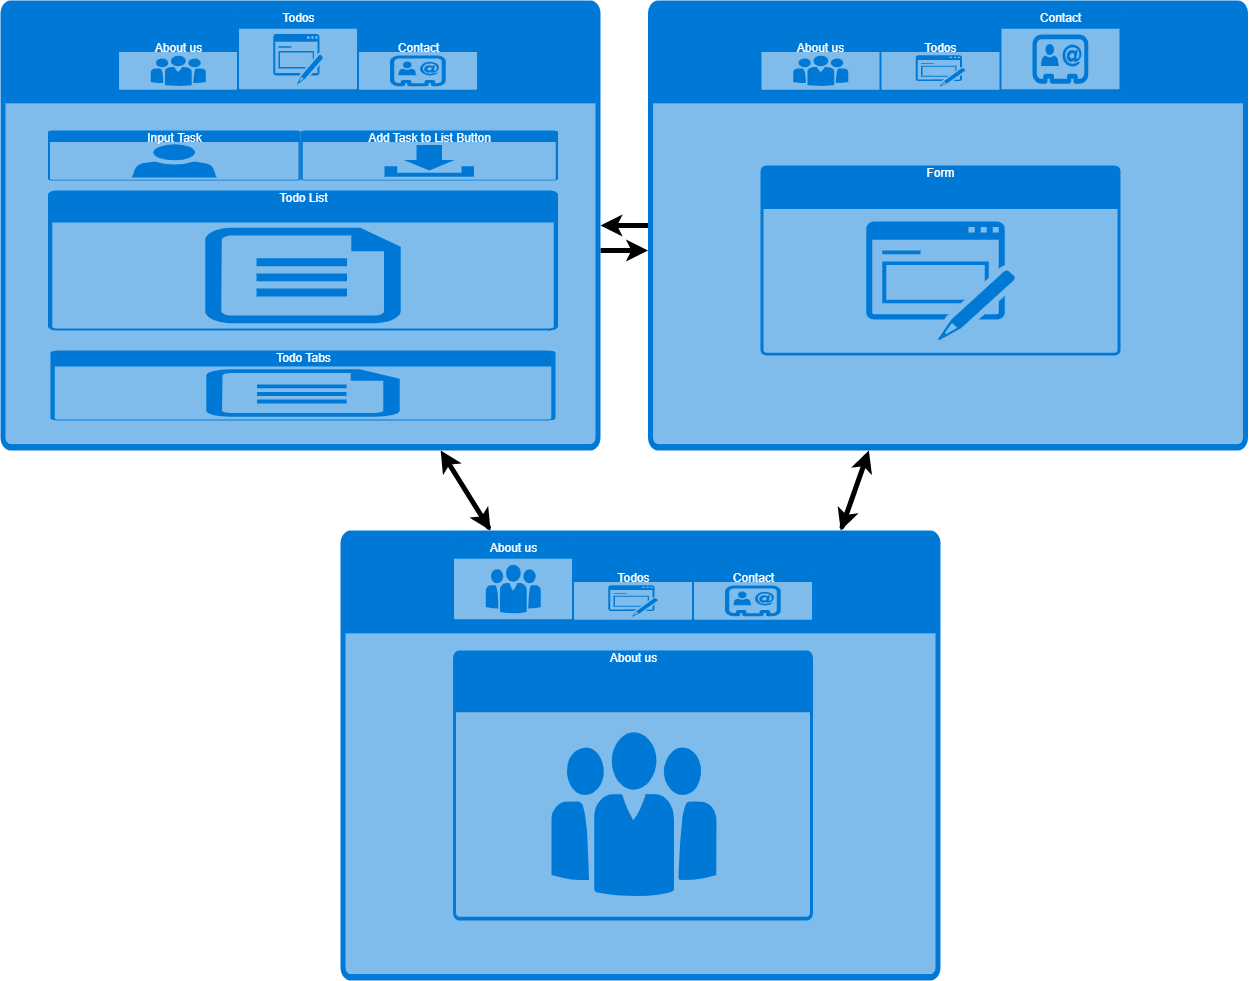 Todos
About us
Contact
Input Task
Add Task to List Button
Todo List
Todo Tabs
Contact
About us
Todos
Form
About us
Todos
Contact
About us